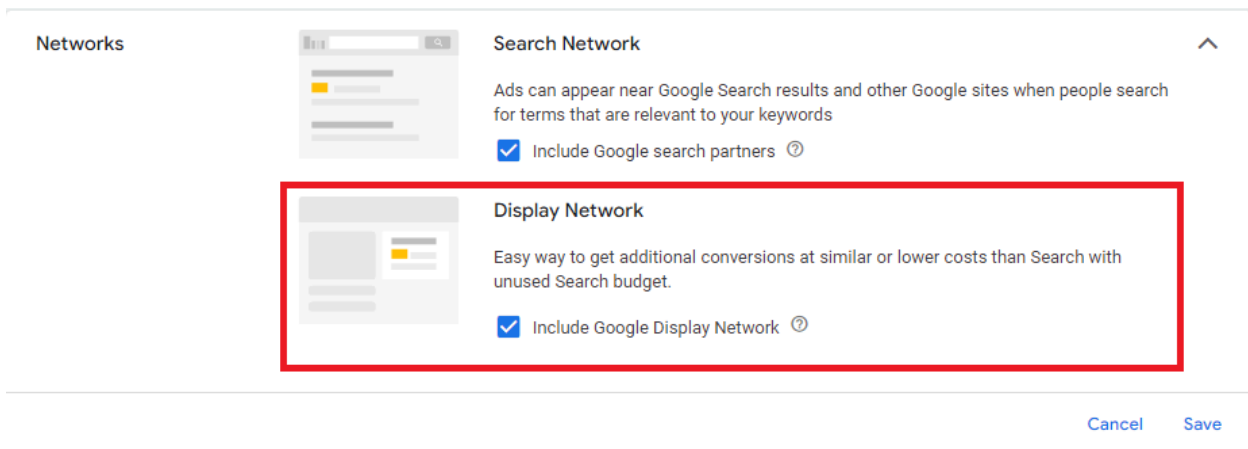 Networks
Search Network
Ads can appear near Google Search results and other Google sites when people search
for terms that are relevant to your keywords
Include Google search partners
Display Network
Easy way to get additional conversions at similar or lower costs than Search with
unused Search budget.
Include Google Display Network
Cancel Save